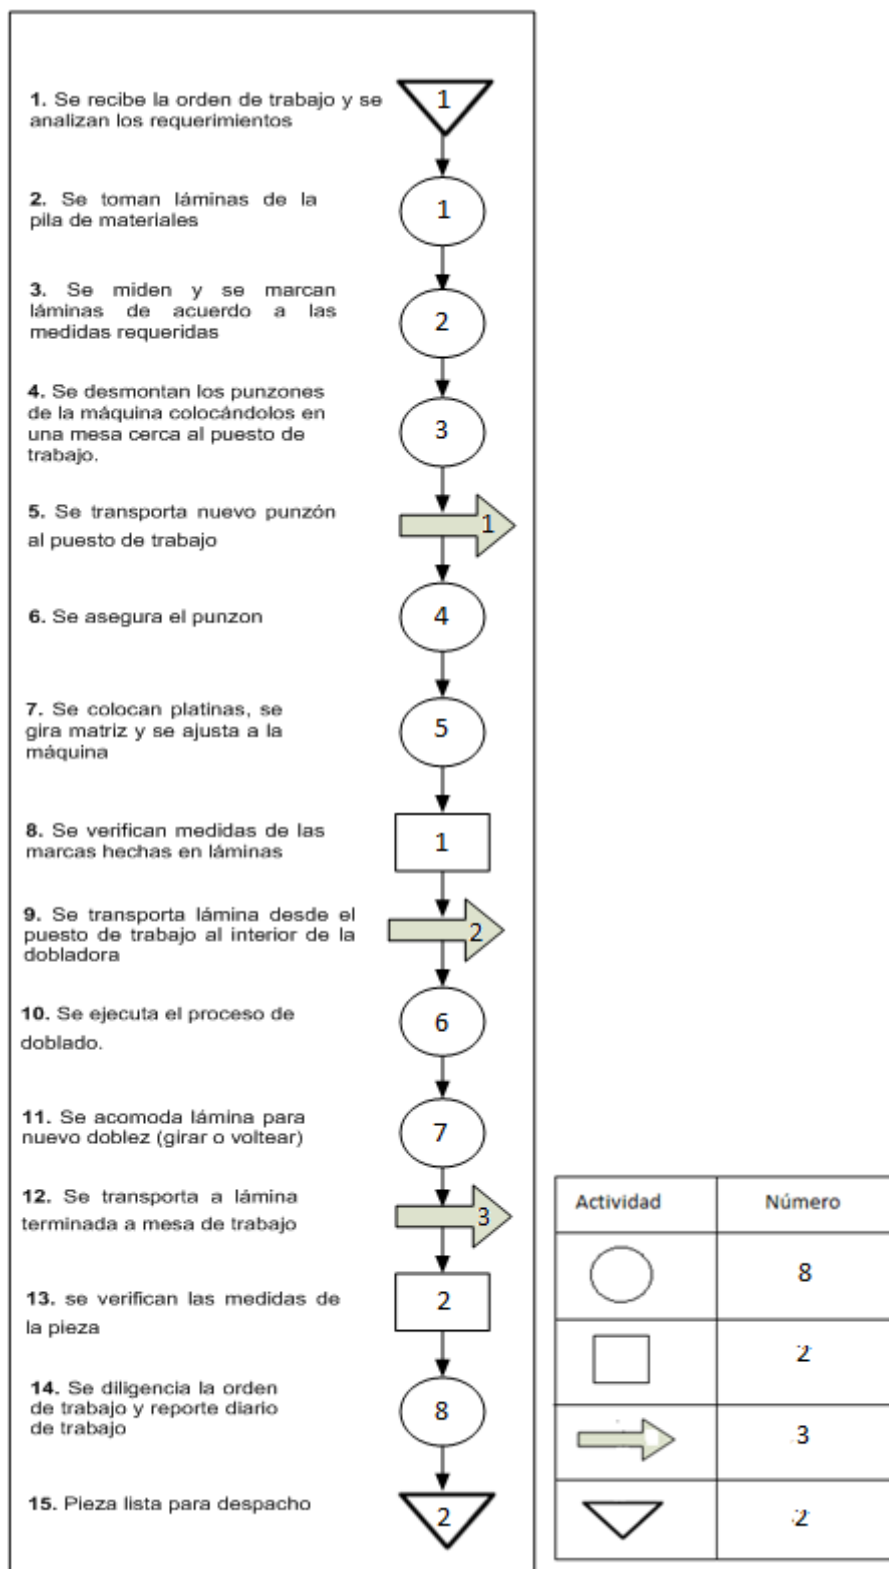 1. Se recibe la orden de trabajo y se
analizan los requerimientos
1
2. Se toman láminas de la
pila de materiales
1
3. Se miden y se marcan
láminas de acuerdo a las
medidas requeridas
2
4. Se desmontan los punzones
de la máquina colocándolos en
una mesa cerca al puesto de
trabajo.
3
5. Se transporta nuevo punzón
al puesto de trabajo
1
6. Se asegura el punzon
4
7. Se colocan platinas, se
gira matriz y se ajusta a la
máquina
5
8. Se verifican medidas de las
marcas hechas en láminas
1
9. Se transporta lámina desde el
puesto de trabajo al interior de la
dobladora
2
10. Se ejecuta el proceso de
doblado.
6
11. Se acomoda lámina para
nuevo doblez (girar o voltear)
7
12. Se transporta a lámina
terminada a mesa de trabajo
3
13. se verifican las medidas de
la pieza
2
14. Se diligencia la orden
de trabajo y reporte diario
de trabajo
8
15. Pieza lista para despacho
2
Actividad Número
8
2
3
2